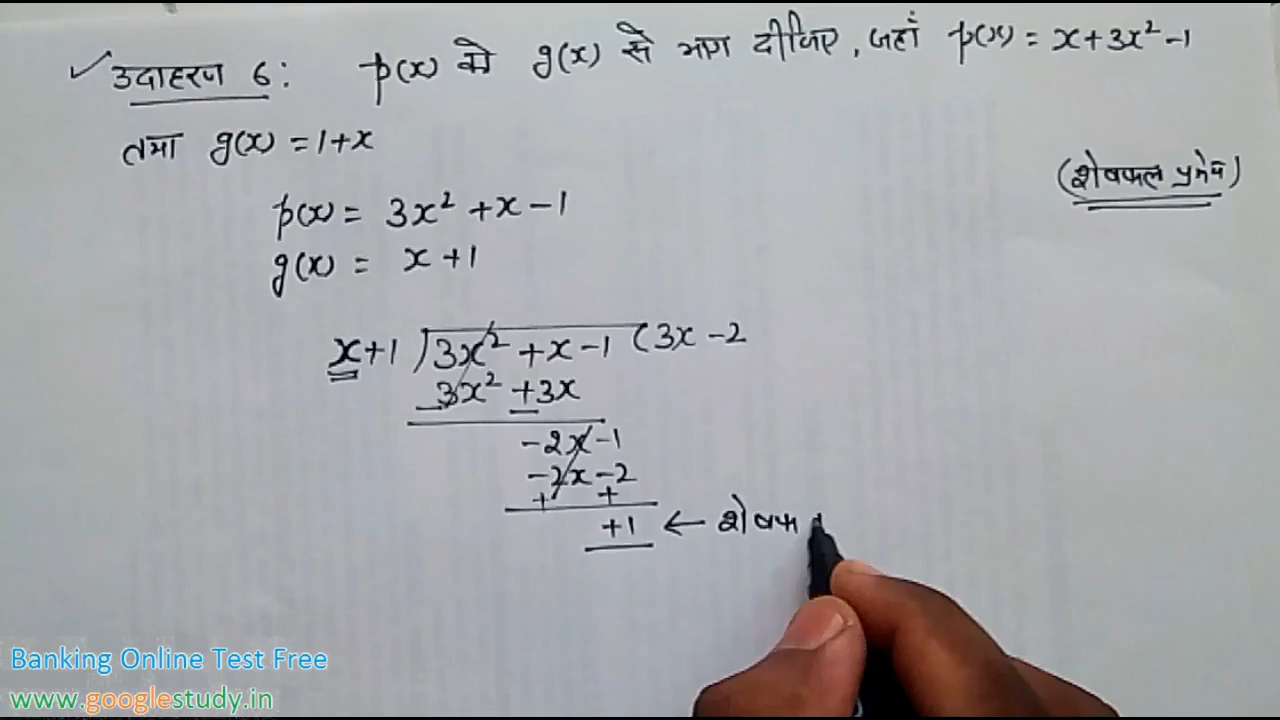 ✓ उदाहरण 6: p(x) को g(x) से भाग दीजिए, जहाँ p(x) = x+3x²-1
तथा g(x) = 1+x
(शेषफल प्रमेय)
p(x) = 3x² + x - 1
g(x) = x + 1
x+1 ) 3x² + x - 1 ( 3x - 2
3x² + 3x
-2x - 1
-2x - 2
+ +
+1 ← शेषफ
Banking Online Test Free
www.googlestudy.in